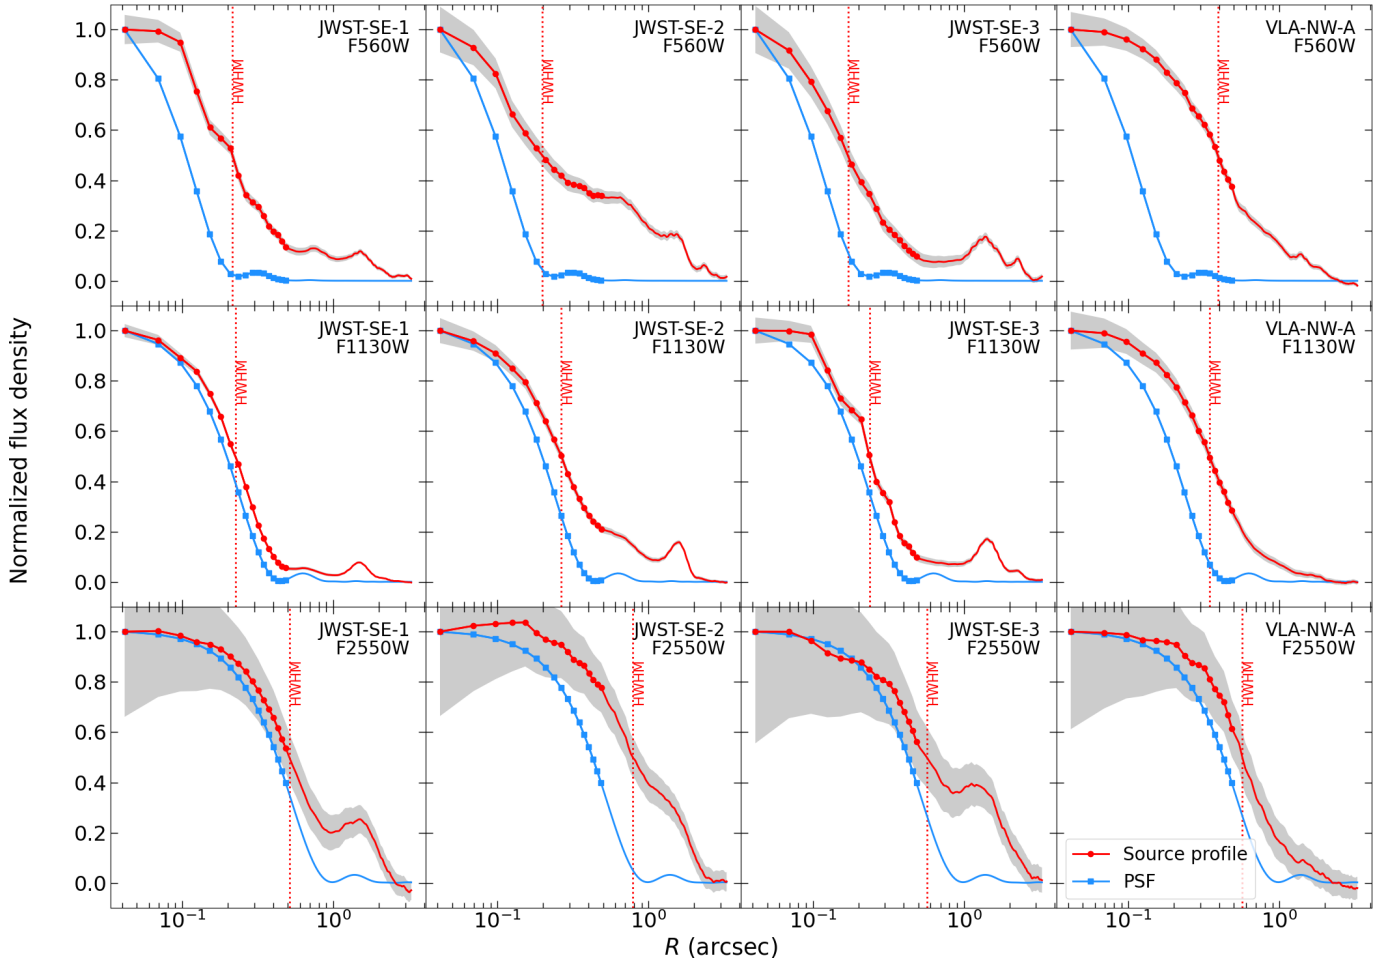 Normalized flux density
1.0
0.8
0.6
0.4
0.2
0.0
HWHM
JWST-SE-1
F560W
HWHM
JWST-SE-2
F560W
HWHM
JWST-SE-3
F560W
HWHM
VLA-NW-A
F560W
1.0
0.8
0.6
0.4
0.2
0.0
HWHM
JWST-SE-1
F1130W
HWHM
JWST-SE-2
F1130W
HWHM
JWST-SE-3
F1130W
HWHM
VLA-NW-A
F1130W
1.0
0.8
0.6
0.4
0.2
0.0
HWHM
JWST-SE-1
F2550W
HWHM
JWST-SE-2
F2550W
HWHM
JWST-SE-3
F2550W
HWHM
VLA-NW-A
F2550W
Source profile
PSF
10⁻¹ 10⁰ 10⁻¹ 10⁰ 10⁻¹ 10⁰ 10⁻¹ 10⁰
R (arcsec)